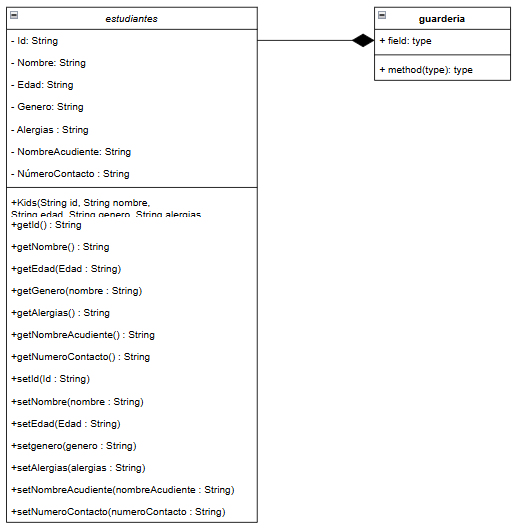 estudiantes
- Id: String
- Nombre: String
- Edad: String
- Genero: String
- Alergias : String
- NombreAcudiente: String
- NúmeroContacto : String
+Kids(String id, String nombre,
String edad, String genero, String alergias
+getId() : String
+getNombre() : String
+getEdad(Edad : String)
+getGenero(nombre : String)
+getAlergias() : String
+getNombreAcudiente() : String
+getNumeroContacto() : String
+setId(Id : String)
+setNombre(nombre : String)
+setEdad(Edad : String)
+setgenero(genero : String)
+setAlergias(alergias : String)
+setNombreAcudiente(nombreAcudiente : String)
+setNumeroContacto(numeroContacto : String)
guarderia
+ field: type
+ method(type): type